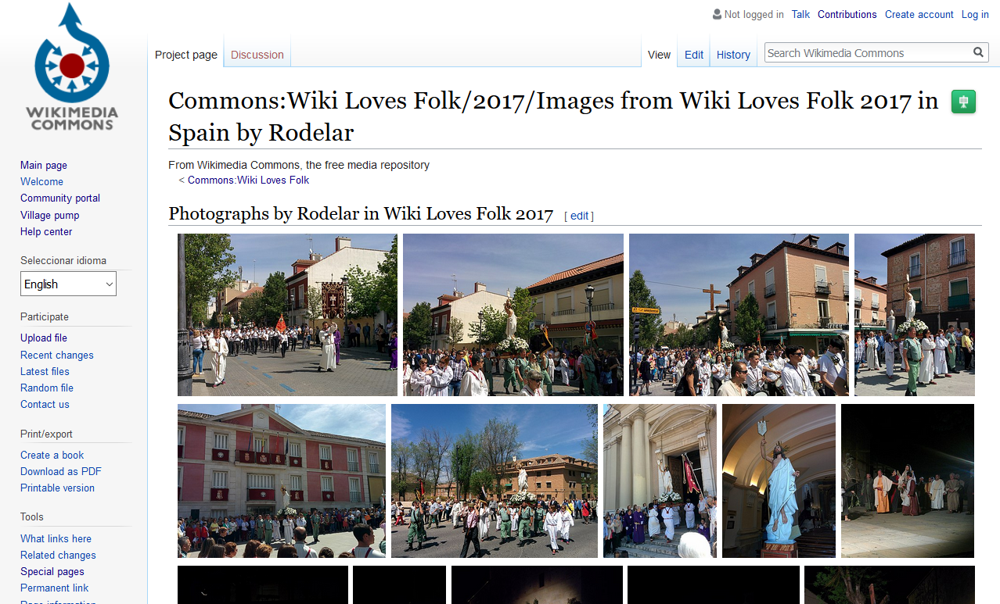 Not logged in Talk Contributions Create account Log in
Project page Discussion View Edit History Search Wikimedia Commons
WIKIMEDIA
COMMONS
Commons:Wiki Loves Folk/2017/Images from Wiki Loves Folk 2017 in
Spain by Rodelar
From Wikimedia Commons, the free media repository
< Commons:Wiki Loves Folk
Photographs by Rodelar in Wiki Loves Folk 2017 [ edit ]
Main page
Welcome
Community portal
Village pump
Help center
Seleccionar idioma
English
Participate
Upload file
Recent changes
Latest files
Random file
Contact us
Print/export
Create a book
Download as PDF
Printable version
Tools
What links here
Related changes
Special pages
Permanent link
Page information